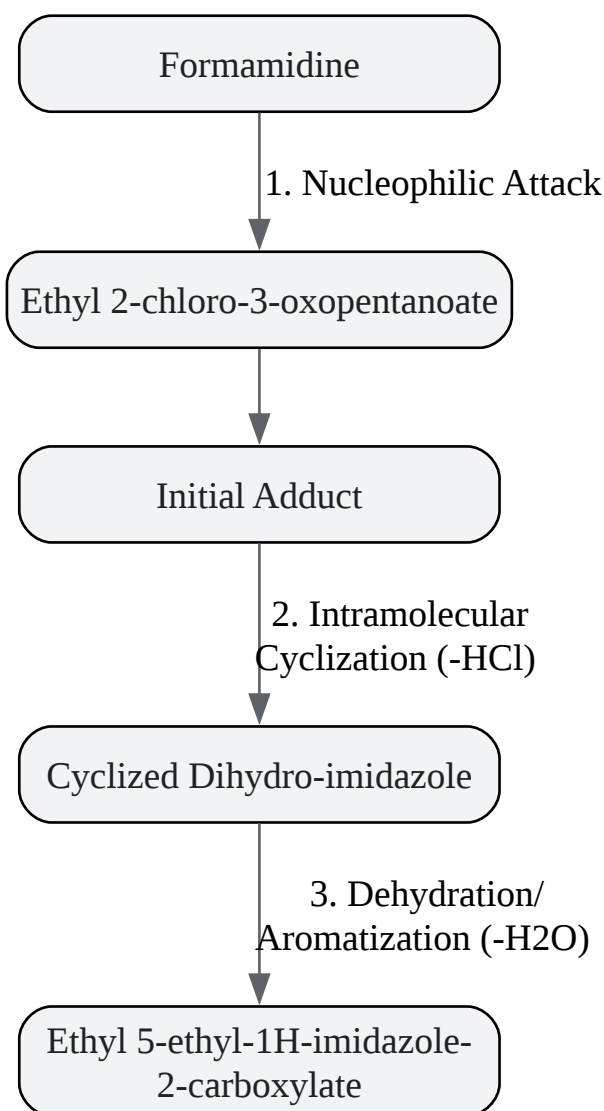 Formamidine
1. Nucleophilic Attack
Ethyl 2-chloro-3-oxopentanoate
Initial Adduct
2. Intramolecular
Cyclization (-HCl)
Cyclized Dihydro-imidazole
3. Dehydration/
Aromatization (-H2O)
Ethyl 5-ethyl-1H-imidazole-
2-carboxylate